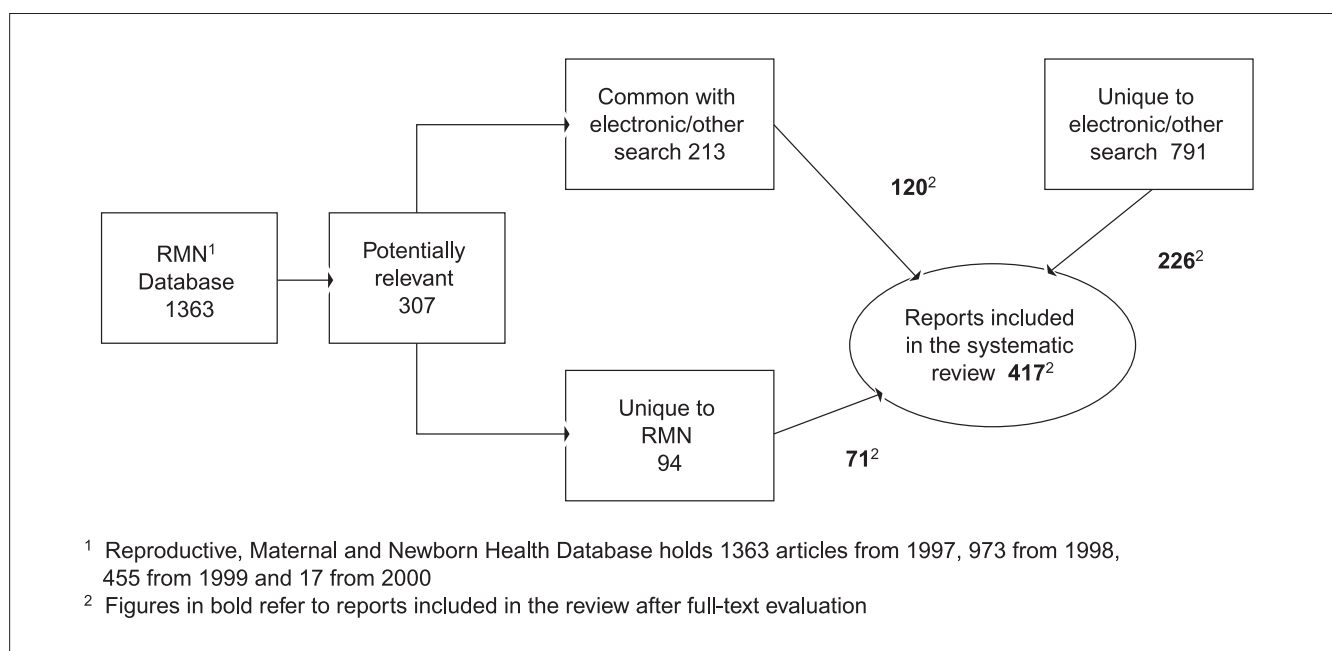 Common with
electronic/other
search 213
Unique to
electronic/other
search 791
120²
RMN¹
Database
1363
Potentially
relevant
307
226²
Reports included
in the systematic
review 417²
Unique to
RMN
94
71²
¹ Reproductive, Maternal and Newborn Health Database holds 1363 articles from 1997, 973 from 1998,
455 from 1999 and 17 from 2000
² Figures in bold refer to reports included in the review after full-text evaluation